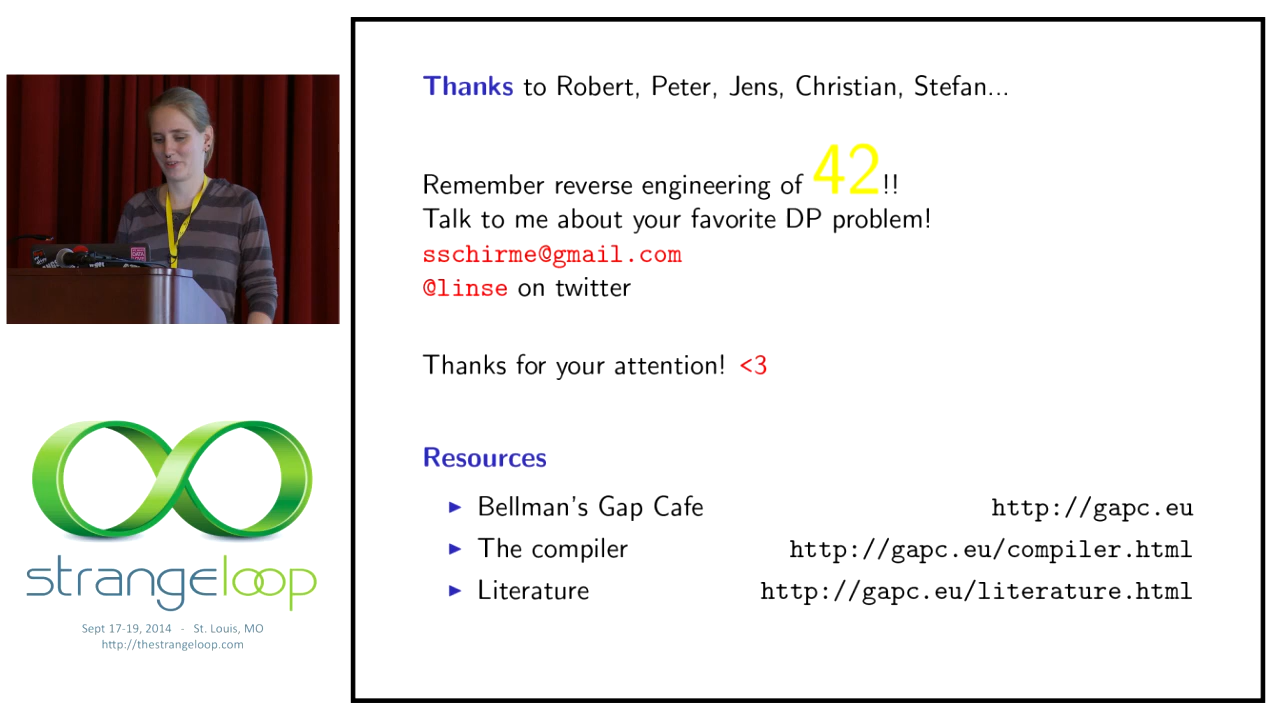 Thanks to Robert, Peter, Jens, Christian, Stefan...
Remember reverse engineering of 42!!
Talk to me about your favorite DP problem!
sschirme@gmail.com
@linse on twitter
Thanks for your attention! <3
Resources
▶ Bellman's Gap Cafe http://gapc.eu
▶ The compiler http://gapc.eu/compiler.html
▶ Literature http://gapc.eu/literature.html
strangeloop
Sept 17-19, 2014 - St. Louis, MO
http://thestrangeloop.com